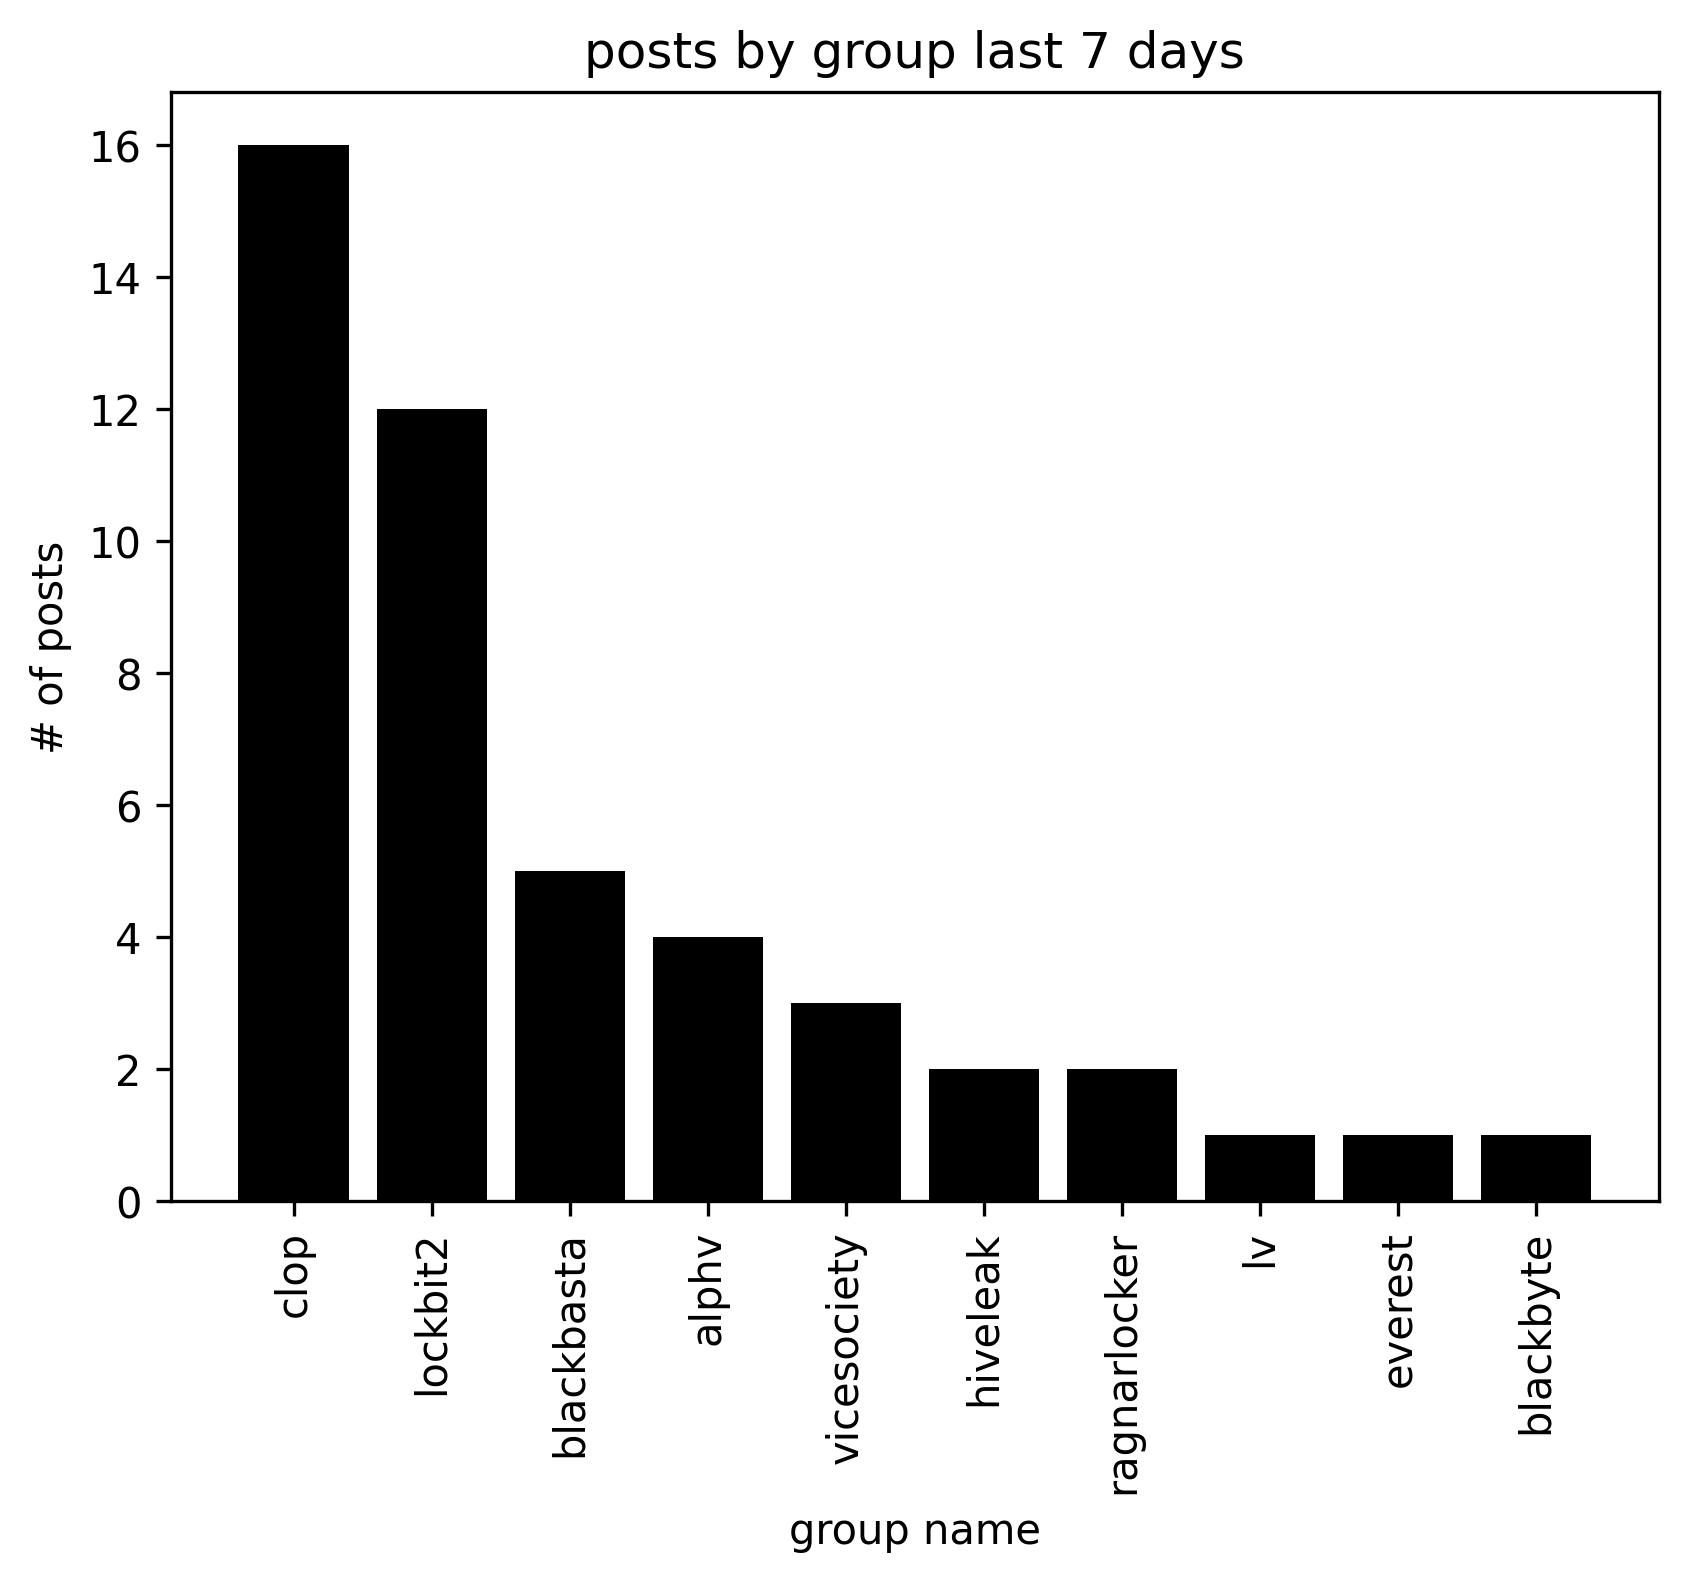 posts by group last 7 days
# of posts
16
14
12
10
8
6
4
2
0
clop
lockbit2
blackbasta
alphv
vicesociety
hiveleak
ragnarlocker
lv
everest
blackbyte
group name